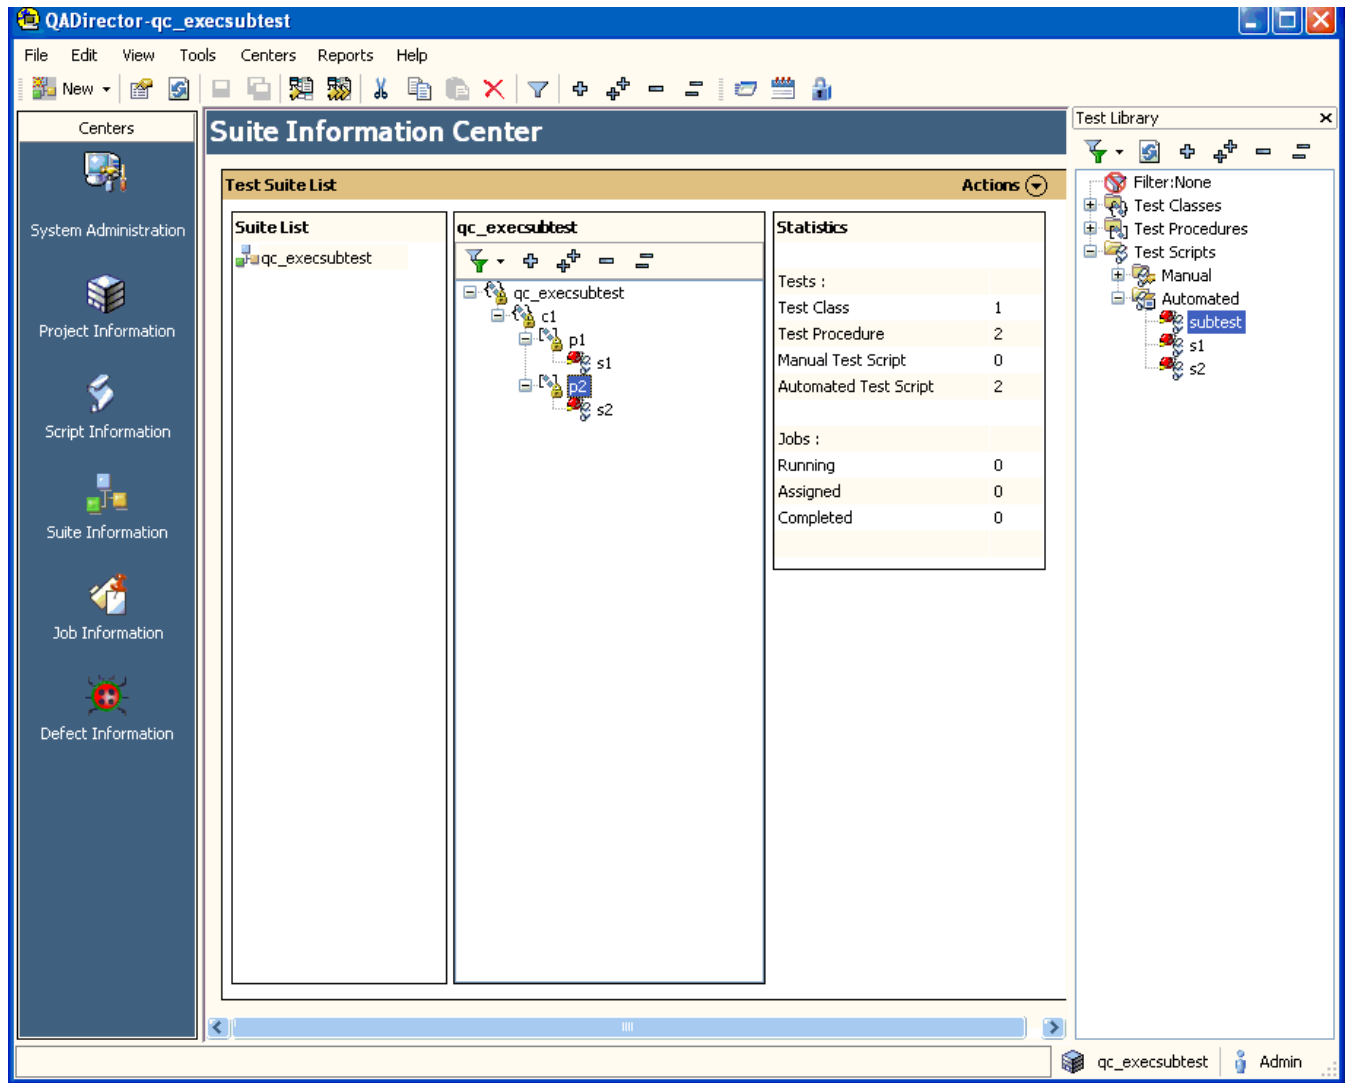 QADirector-qc_execsubtest
File Edit View Tools Centers Reports Help
New
Centers
System Administration
Project Information
Script Information
Suite Information
Job Information
Defect Information
Suite Information Center
Test Suite List Actions
Suite List
qc_execsubtest
qc_execsubtest
qc_execsubtest
c1
p1
s1
p2
s2
Statistics
Tests :
Test Class 1
Test Procedure 2
Manual Test Script 0
Automated Test Script 2
Jobs :
Running 0
Assigned 0
Completed 0
Test Library
Filter:None
Test Classes
Test Procedures
Test Scripts
Manual
Automated
subtest
s1
s2
qc_execsubtest Admin